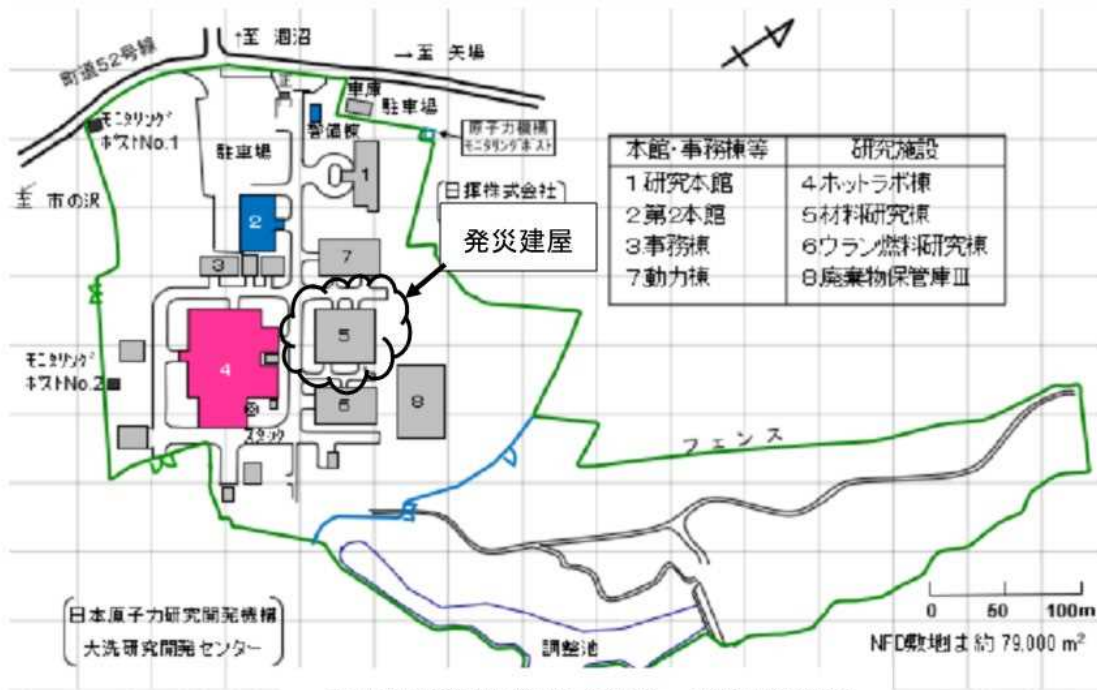 ↑至 涸沼
→至 矢場
町道52号線
正
車庫
駐車場
モニタリング
ポストNo.1
駐車場
警備棟
原子力機構
モニタリングポスト
至 市の沢
1
日揮株式会社
発災建屋
2
3
7
本館・事務棟等
研究施設
1 研究本館
4.ホットラボ棟
2.第2本館
5.材料研究棟
3.事務棟
6.ウラン燃料研究棟
7.動力棟
8.廃棄物保管庫Ⅲ
モニタリング
ポストNo.2
4
5
6
8
スタック
フェンス
日本原子力研究開発機構
大洗研究開発センター
調整池
0 50 100m
NFD敷地は約 79,000 m²